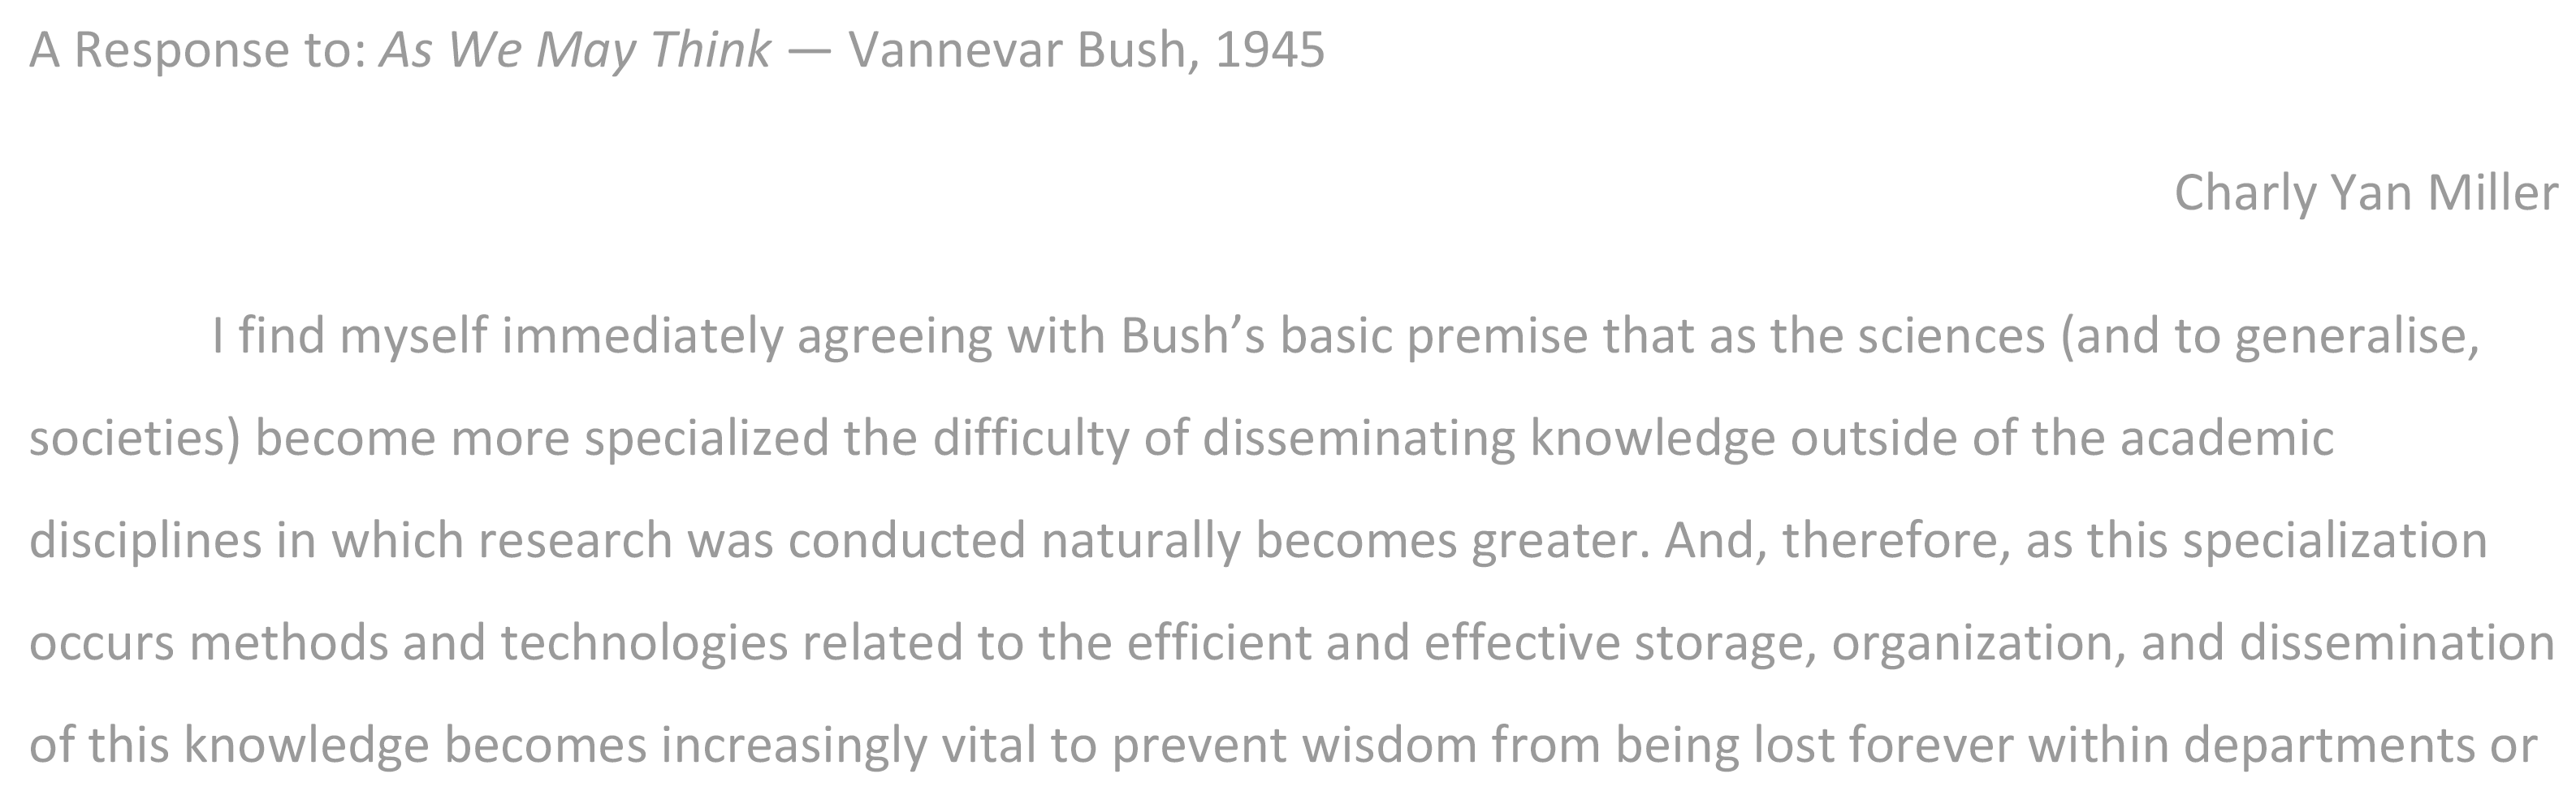 A Response to: As We May Think — Vannevar Bush, 1945
Charly Yan Miller
I find myself immediately agreeing with Bush’s basic premise that as the sciences (and to generalise,
societies) become more specialized the difficulty of disseminating knowledge outside of the academic
disciplines in which research was conducted naturally becomes greater. And, therefore, as this specialization
occurs methods and technologies related to the efficient and effective storage, organization, and dissemination
of this knowledge becomes increasingly vital to prevent wisdom from being lost forever within departments or